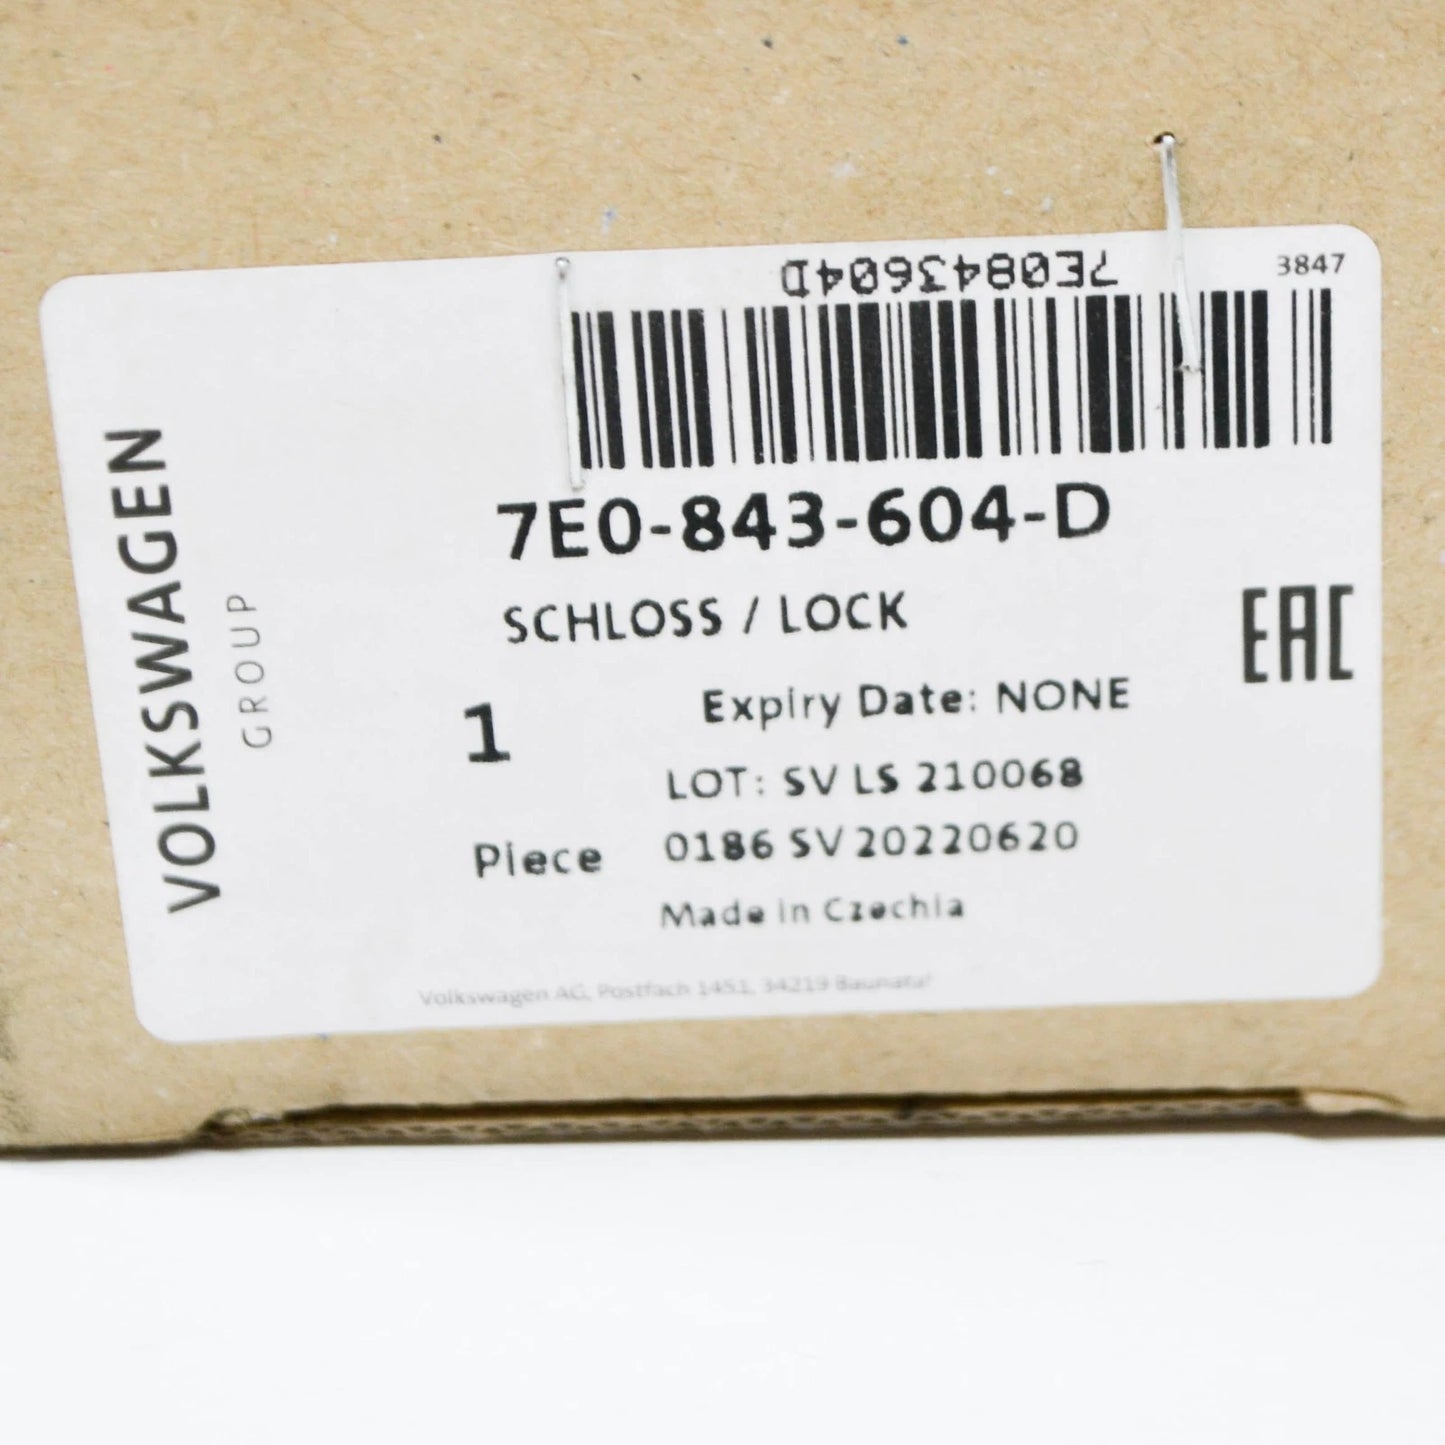 7E0843604D
3847
7E0-843-604-D
SCHLOSS / LOCK
EAC
Expiry Date: NONE
1
LOT: SV LS 210068
Piece
0186 SV 20220620
Made in Czechia
Volkswagen AG, Postfach 1451, 34219 Baunatal
VOLKSWAGEN
GROUP